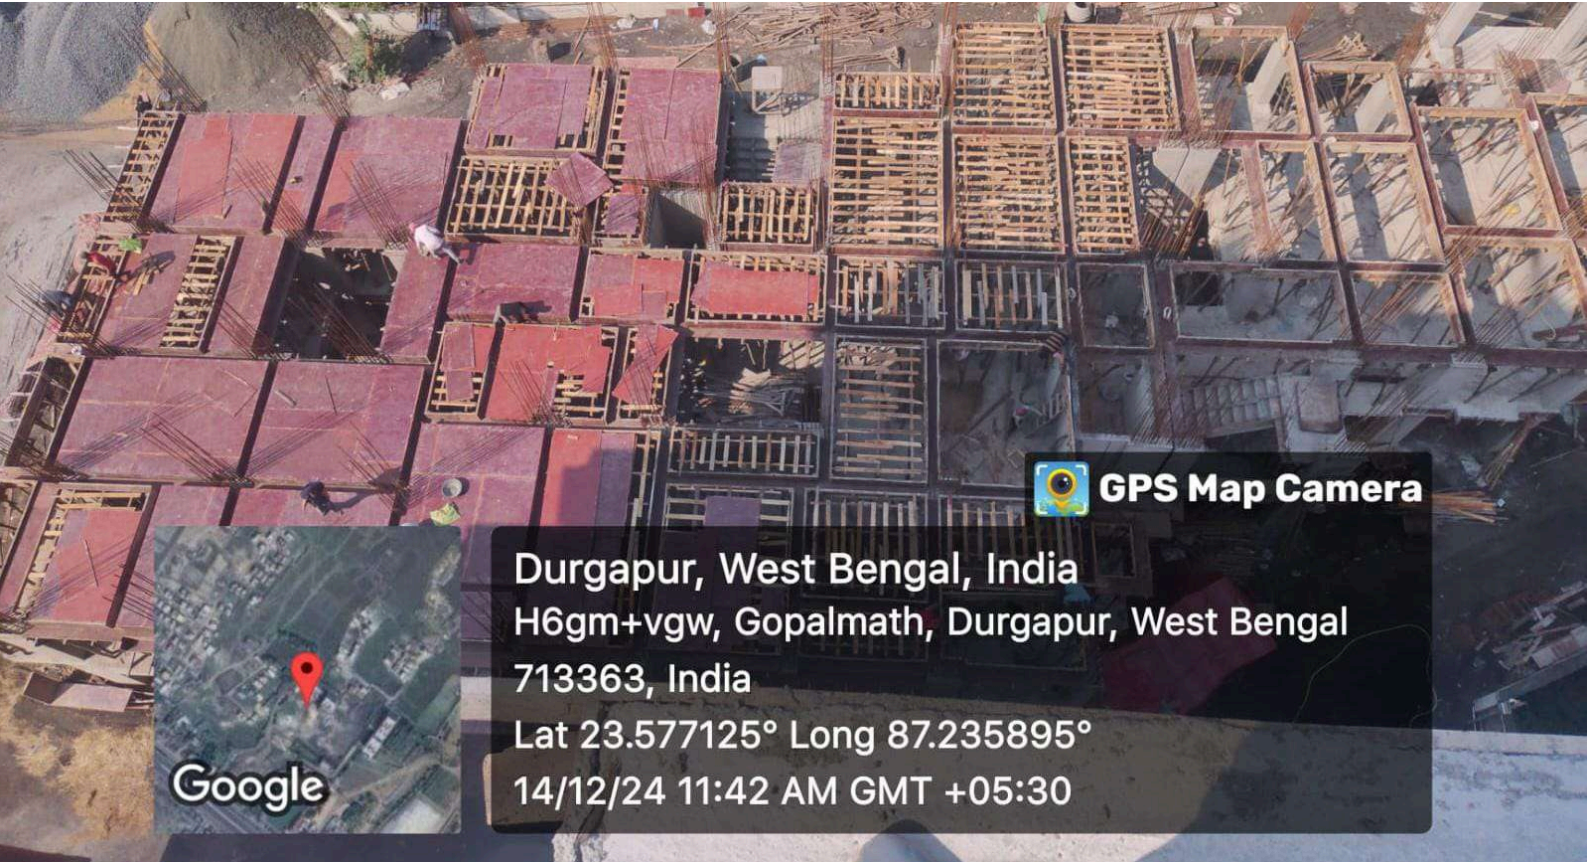 GPS Map Camera
Durgapur, West Bengal, India
H6gm+vgw, Gopalmath, Durgapur, West Bengal
713363, India
Lat 23.577125° Long 87.235895°
14/12/24 11:42 AM GMT +05:30
Google